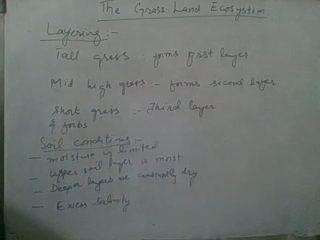 The Grass Land Ecosystem
Layering :-
Tall grass forms first layer
Mid high grass - forms second layer
Short grass - Third layer
& forbs
Soil conditions -
— moisture is limited
— upper soil layer is moist
— Deeper layers are constantly dry
— Excess salinity